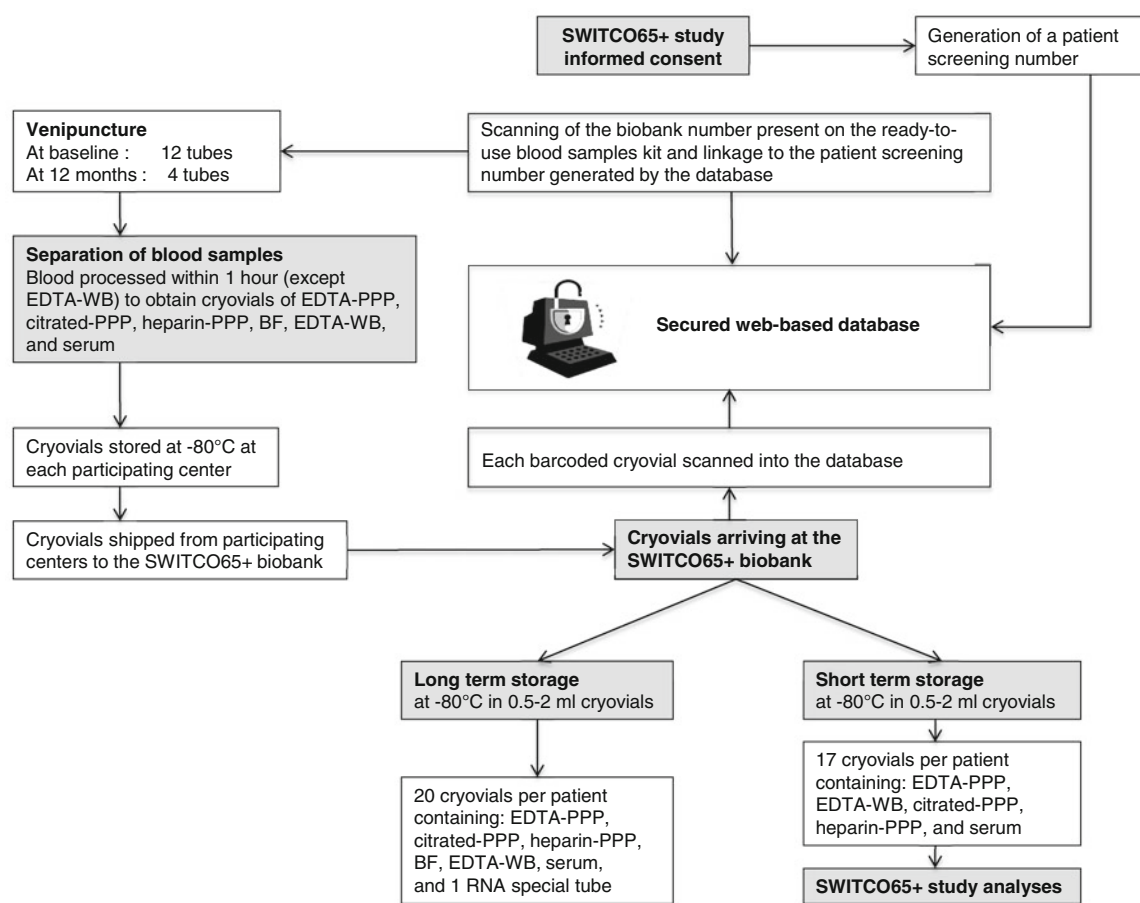 SWITCO65+ study
informed consent
Generation of a patient
screening number
Venipuncture
At baseline : 12 tubes
At 12 months : 4 tubes
Scanning of the biobank number present on the ready-to-
use blood samples kit and linkage to the patient screening
number generated by the database
Separation of blood samples
Blood processed within 1 hour (except
EDTA-WB) to obtain cryovials of EDTA-PPP,
citrated-PPP, heparin-PPP, BF, EDTA-WB,
and serum
Secured web-based database
Cryovials stored at -80°C at
each participating center
Each barcoded cryovial scanned into the database
Cryovials shipped from participating
centers to the SWITCO65+ biobank
Cryovials arriving at the
SWITCO65+ biobank
Long term storage
at -80°C in 0.5-2 ml cryovials
Short term storage
at -80°C in 0.5-2 ml cryovials
20 cryovials per patient
containing: EDTA-PPP,
citrated-PPP, heparin-PPP,
BF, EDTA-WB, serum,
and 1 RNA special tube
17 cryovials per patient
containing: EDTA-PPP,
EDTA-WB, citrated-PPP,
heparin-PPP, and serum
SWITCO65+ study analyses